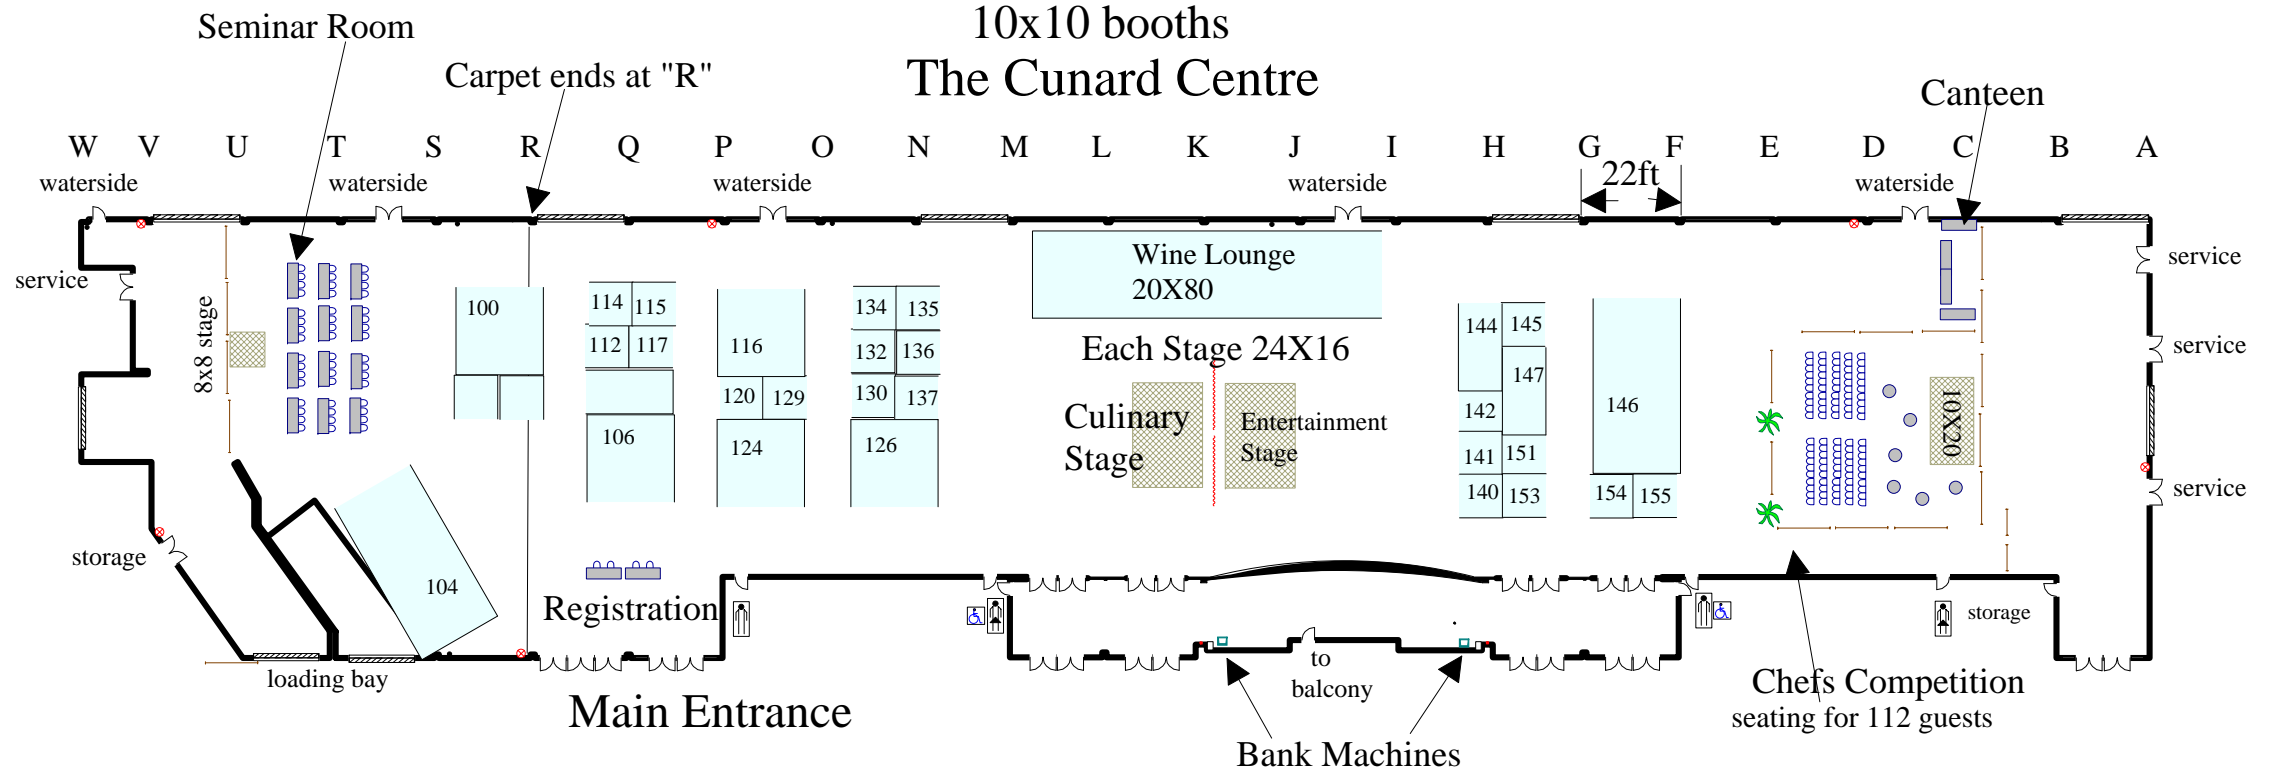 10x10 booths
The Cunard Centre
Seminar Room
Carpet ends at "R"
Canteen
W V U T S R Q P O N M L K J I H G F E D C B A
22ft
waterside waterside waterside waterside waterside
service
service
service
service
8x8 stage
Wine Lounge
20X80
Each Stage 24X16
Culinary
Stage
Entertainment
Stage
100
114 115
112 117
106
116
120 129
124
134 135
132 136
130 137
126
144 145
147
142
141 151
140 153
146
154 155
10X20
104
storage
loading bay
Registration
Main Entrance
to
balcony
Bank Machines
storage
Chefs Competition
seating for 112 guests